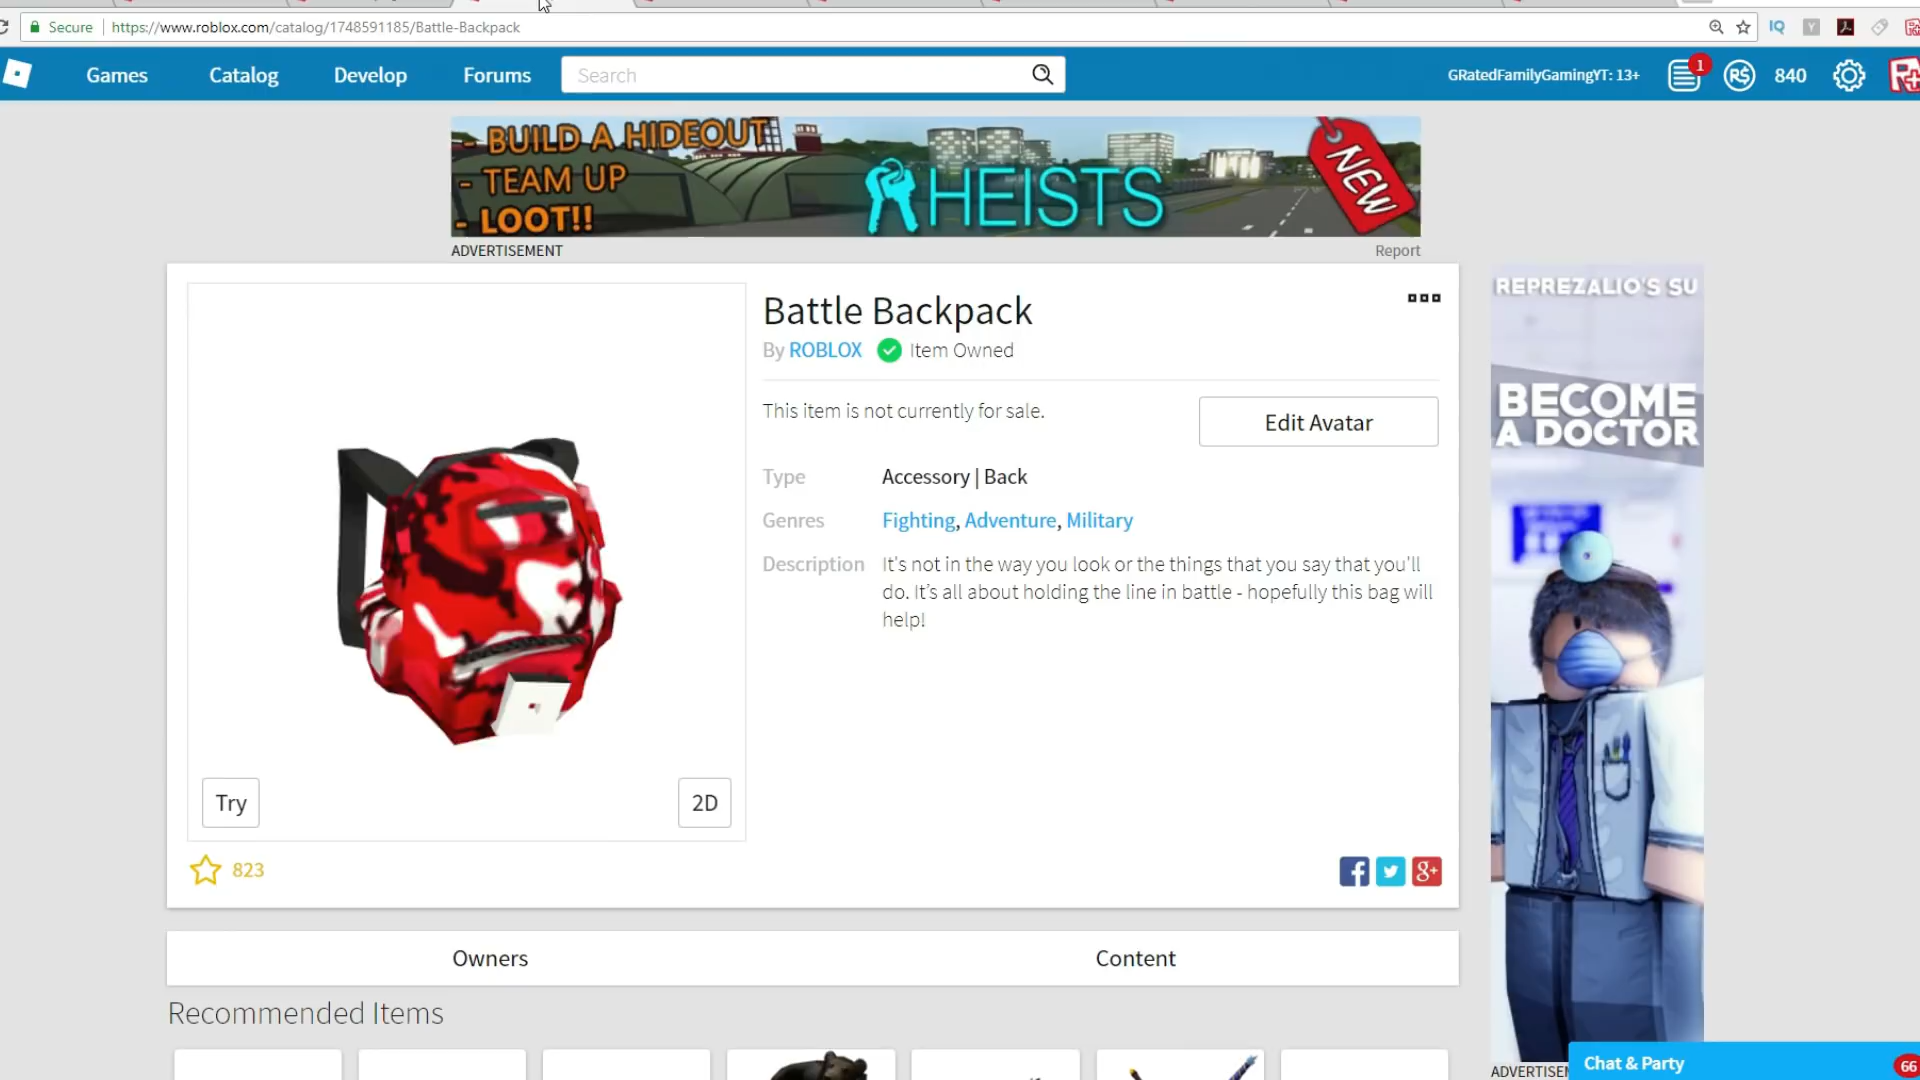 Secure https://www.roblox.com/catalog/1748591185/Battle-Backpack
Games Catalog Develop Forums Search GRatedFamilyGamingYT: 13+ 1 R$ 840
- BUILD A HIDEOUT
- TEAM UP
- LOOT!!
HEISTS
NEW
ADVERTISEMENT Report
Battle Backpack
By ROBLOX Item Owned
This item is not currently for sale.
Edit Avatar
Type Accessory | Back
Genres Fighting, Adventure, Military
Description It's not in the way you look or the things that you say that you'll
do. It's all about holding the line in battle - hopefully this bag will
help!
Try 2D
823
REPREZALIO'S SU
BECOME
A DOCTOR
Owners Content
Recommended Items
ADVERTISEM
Chat & Party 66